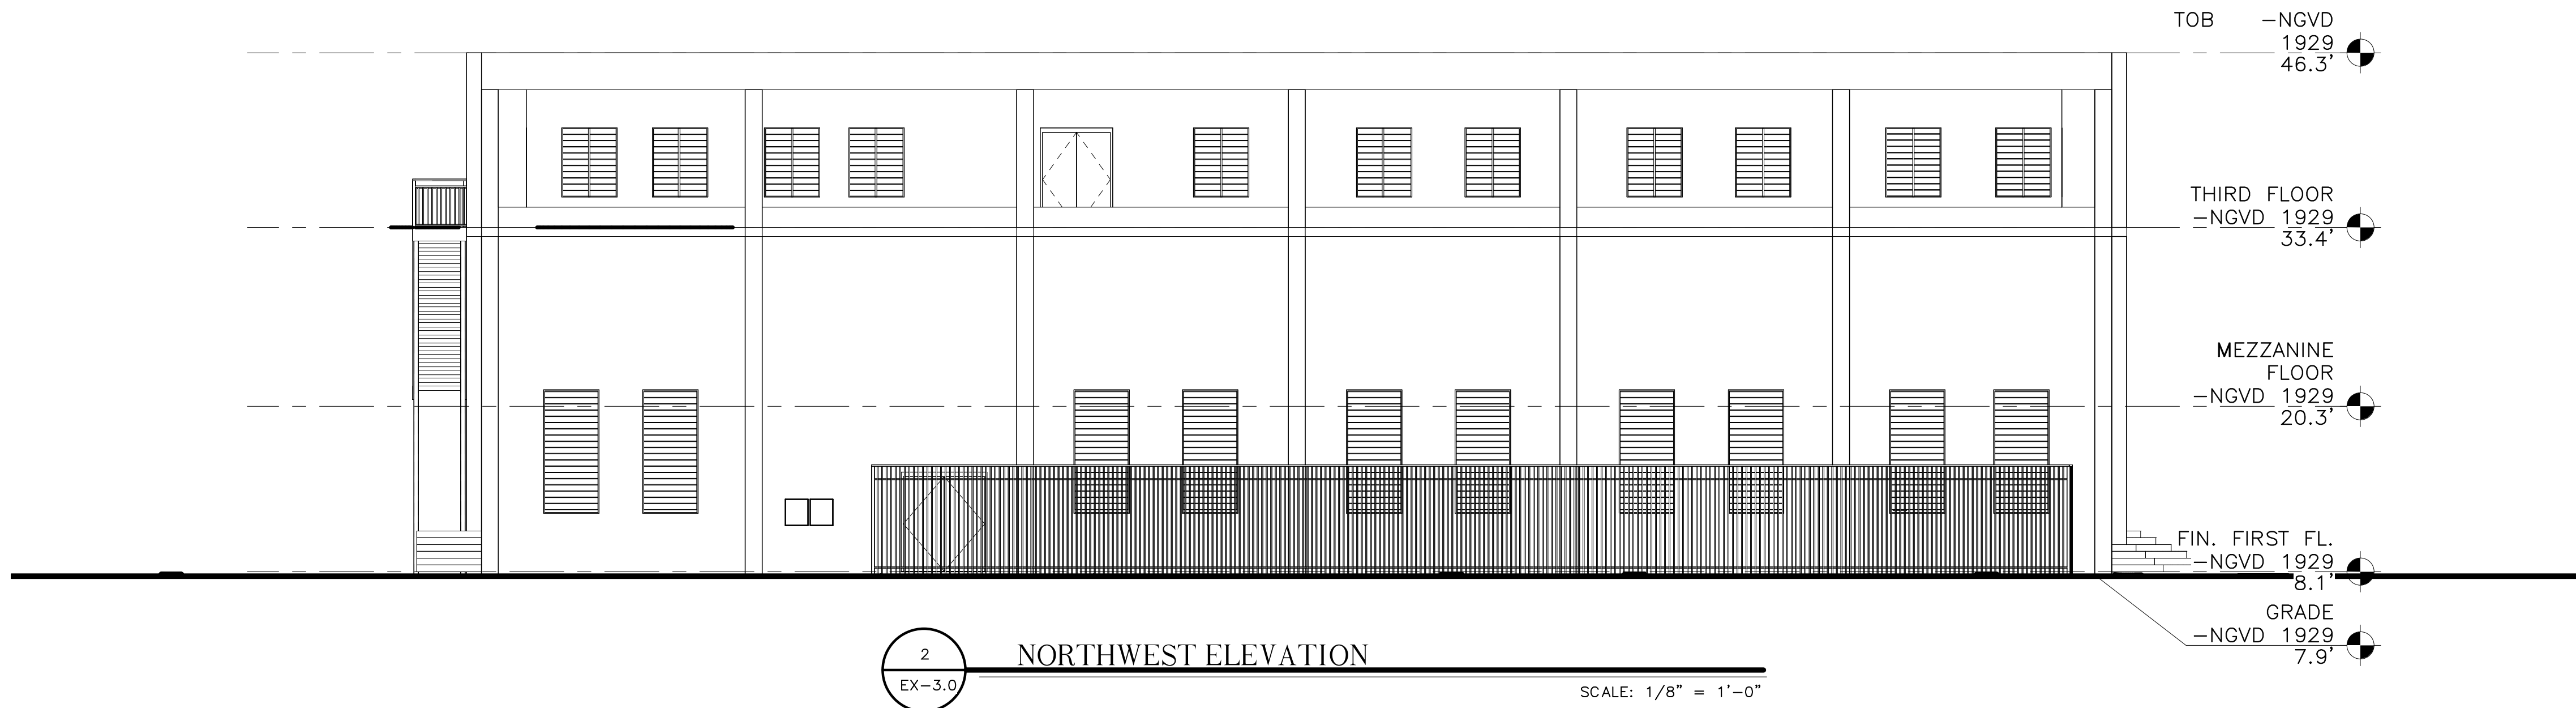 TOB -NGVD
1929
46.3'
THIRD FLOOR
-NGVD 1929
33.4'
MEZZANINE
FLOOR
-NGVD 1929
20.3'
FIN. FIRST FL.
-NGVD 1929
8.1'
GRADE
-NGVD 1929
7.9'
2
EX-3.0
NORTHWEST ELEVATION
SCALE: 1/8" = 1'-0"